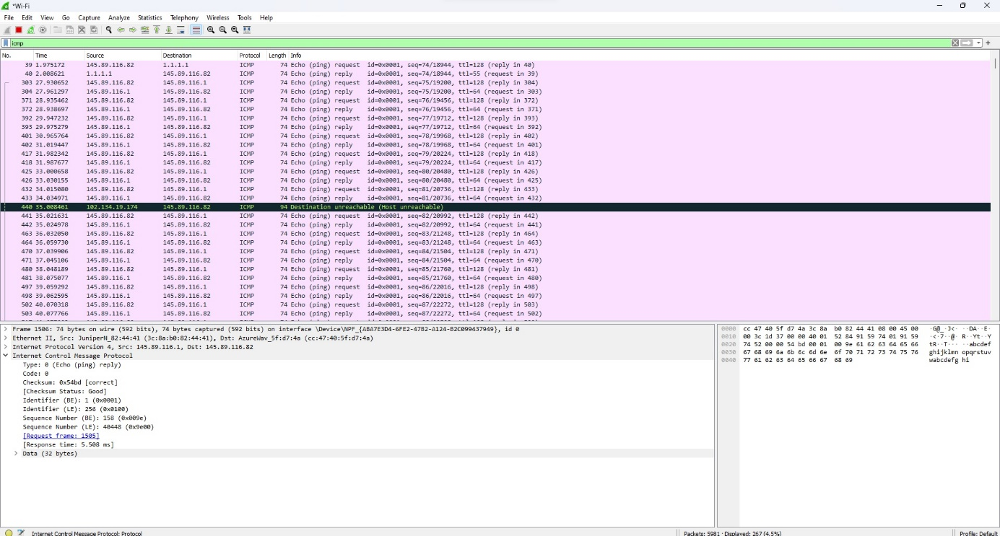 *Wi-Fi
File Edit View Go Capture Analyze Statistics Telephony Wireless Tools Help
icmp
No. Time Source Destination Protocol Length Info
39 1.975172 145.89.116.82 1.1.1.1 ICMP 74 Echo (ping) request id=0x0001, seq=74/18944, ttl=128 (reply in 40)
40 2.008621 1.1.1.1 145.89.116.82 ICMP 74 Echo (ping) reply id=0x0001, seq=74/18944, ttl=55 (request in 39)
303 27.930652 145.89.116.82 145.89.116.1 ICMP 74 Echo (ping) request id=0x0001, seq=75/19200, ttl=128 (reply in 304)
304 27.961297 145.89.116.1 145.89.116.82 ICMP 74 Echo (ping) reply id=0x0001, seq=75/19200, ttl=64 (request in 303)
371 28.935462 145.89.116.82 145.89.116.1 ICMP 74 Echo (ping) request id=0x0001, seq=76/19456, ttl=128 (reply in 372)
372 28.938697 145.89.116.1 145.89.116.82 ICMP 74 Echo (ping) reply id=0x0001, seq=76/19456, ttl=64 (request in 371)
392 29.947232 145.89.116.82 145.89.116.1 ICMP 74 Echo (ping) request id=0x0001, seq=77/19712, ttl=128 (reply in 393)
393 29.975279 145.89.116.1 145.89.116.82 ICMP 74 Echo (ping) reply id=0x0001, seq=77/19712, ttl=64 (request in 392)
401 30.965764 145.89.116.82 145.89.116.1 ICMP 74 Echo (ping) request id=0x0001, seq=78/19968, ttl=128 (reply in 402)
402 31.019447 145.89.116.1 145.89.116.82 ICMP 74 Echo (ping) reply id=0x0001, seq=78/19968, ttl=64 (request in 401)
417 31.982342 145.89.116.82 145.89.116.1 ICMP 74 Echo (ping) request id=0x0001, seq=79/20224, ttl=128 (reply in 418)
418 31.987677 145.89.116.1 145.89.116.82 ICMP 74 Echo (ping) reply id=0x0001, seq=79/20224, ttl=64 (request in 417)
425 33.000658 145.89.116.82 145.89.116.1 ICMP 74 Echo (ping) request id=0x0001, seq=80/20480, ttl=128 (reply in 426)
426 33.030155 145.89.116.1 145.89.116.82 ICMP 74 Echo (ping) reply id=0x0001, seq=80/20480, ttl=64 (request in 425)
432 34.015080 145.89.116.82 145.89.116.1 ICMP 74 Echo (ping) request id=0x0001, seq=81/20736, ttl=128 (reply in 433)
433 34.034971 145.89.116.1 145.89.116.82 ICMP 74 Echo (ping) reply id=0x0001, seq=81/20736, ttl=64 (request in 432)
440 35.008461 102.134.19.174 145.89.116.82 ICMP 94 Destination unreachable (Host unreachable)
441 35.021631 145.89.116.82 145.89.116.1 ICMP 74 Echo (ping) request id=0x0001, seq=82/20992, ttl=128 (reply in 442)
442 35.024978 145.89.116.1 145.89.116.82 ICMP 74 Echo (ping) reply id=0x0001, seq=82/20992, ttl=64 (request in 441)
463 36.032050 145.89.116.82 145.89.116.1 ICMP 74 Echo (ping) request id=0x0001, seq=83/21248, ttl=128 (reply in 464)
464 36.059730 145.89.116.1 145.89.116.82 ICMP 74 Echo (ping) reply id=0x0001, seq=83/21248, ttl=64 (request in 463)
470 37.039906 145.89.116.82 145.89.116.1 ICMP 74 Echo (ping) request id=0x0001, seq=84/21504, ttl=128 (reply in 471)
471 37.045106 145.89.116.1 145.89.116.82 ICMP 74 Echo (ping) reply id=0x0001, seq=84/21504, ttl=64 (request in 470)
480 38.048189 145.89.116.82 145.89.116.1 ICMP 74 Echo (ping) request id=0x0001, seq=85/21760, ttl=128 (reply in 481)
481 38.075077 145.89.116.1 145.89.116.82 ICMP 74 Echo (ping) reply id=0x0001, seq=85/21760, ttl=64 (request in 480)
497 39.059292 145.89.116.82 145.89.116.1 ICMP 74 Echo (ping) request id=0x0001, seq=86/22016, ttl=128 (reply in 498)
498 39.062595 145.89.116.1 145.89.116.82 ICMP 74 Echo (ping) reply id=0x0001, seq=86/22016, ttl=64 (request in 497)
502 40.070318 145.89.116.82 145.89.116.1 ICMP 74 Echo (ping) request id=0x0001, seq=87/22272, ttl=128 (reply in 503)
503 40.077766 145.89.116.1 145.89.116.82 ICMP 74 Echo (ping) reply id=0x0001, seq=87/22272, ttl=64 (request in 502)
Frame 1506: 74 bytes on wire (592 bits), 74 bytes captured (592 bits) on interface \Device\NPF_{ABA7E3D4-6FE2-47B2-A124-B2C099437949}, id 0
Ethernet II, Src: JuniperN_82:44:41 (3c:8a:b0:82:44:41), Dst: AzureWav_5f:d7:4a (cc:47:40:5f:d7:4a)
Internet Protocol Version 4, Src: 145.89.116.1, Dst: 145.89.116.82
Internet Control Message Protocol
Type: 0 (Echo (ping) reply)
Code: 0
Checksum: 0x54bd [correct]
[Checksum Status: Good]
Identifier (BE): 1 (0x0001)
Identifier (LE): 256 (0x0100)
Sequence Number (BE): 158 (0x009e)
Sequence Number (LE): 40448 (0x9e00)
[Request frame: 1505]
[Response time: 5.508 ms]
Data (32 bytes)
0000 cc 47 40 5f d7 4a 3c 8a b0 82 44 41 08 00 45 00 ·G@_·J<· ··DA··E·
0010 00 3c 1d 37 00 00 40 01 52 84 91 59 74 01 91 59 ·<·7··@· R··Yt··Y
0020 74 52 00 00 54 bd 00 01 00 9e 61 62 63 64 65 66 tR··T··· ··abcdef
0030 67 68 69 6a 6b 6c 6d 6e 6f 70 71 72 73 74 75 76 ghijklmn opqrstuv
0040 77 61 62 63 64 65 66 67 68 69 wabcdefg hi
Internet Control Message Protocol: Protocol
Packets: 5981 · Displayed: 267 (4.5%)
Profile: Default